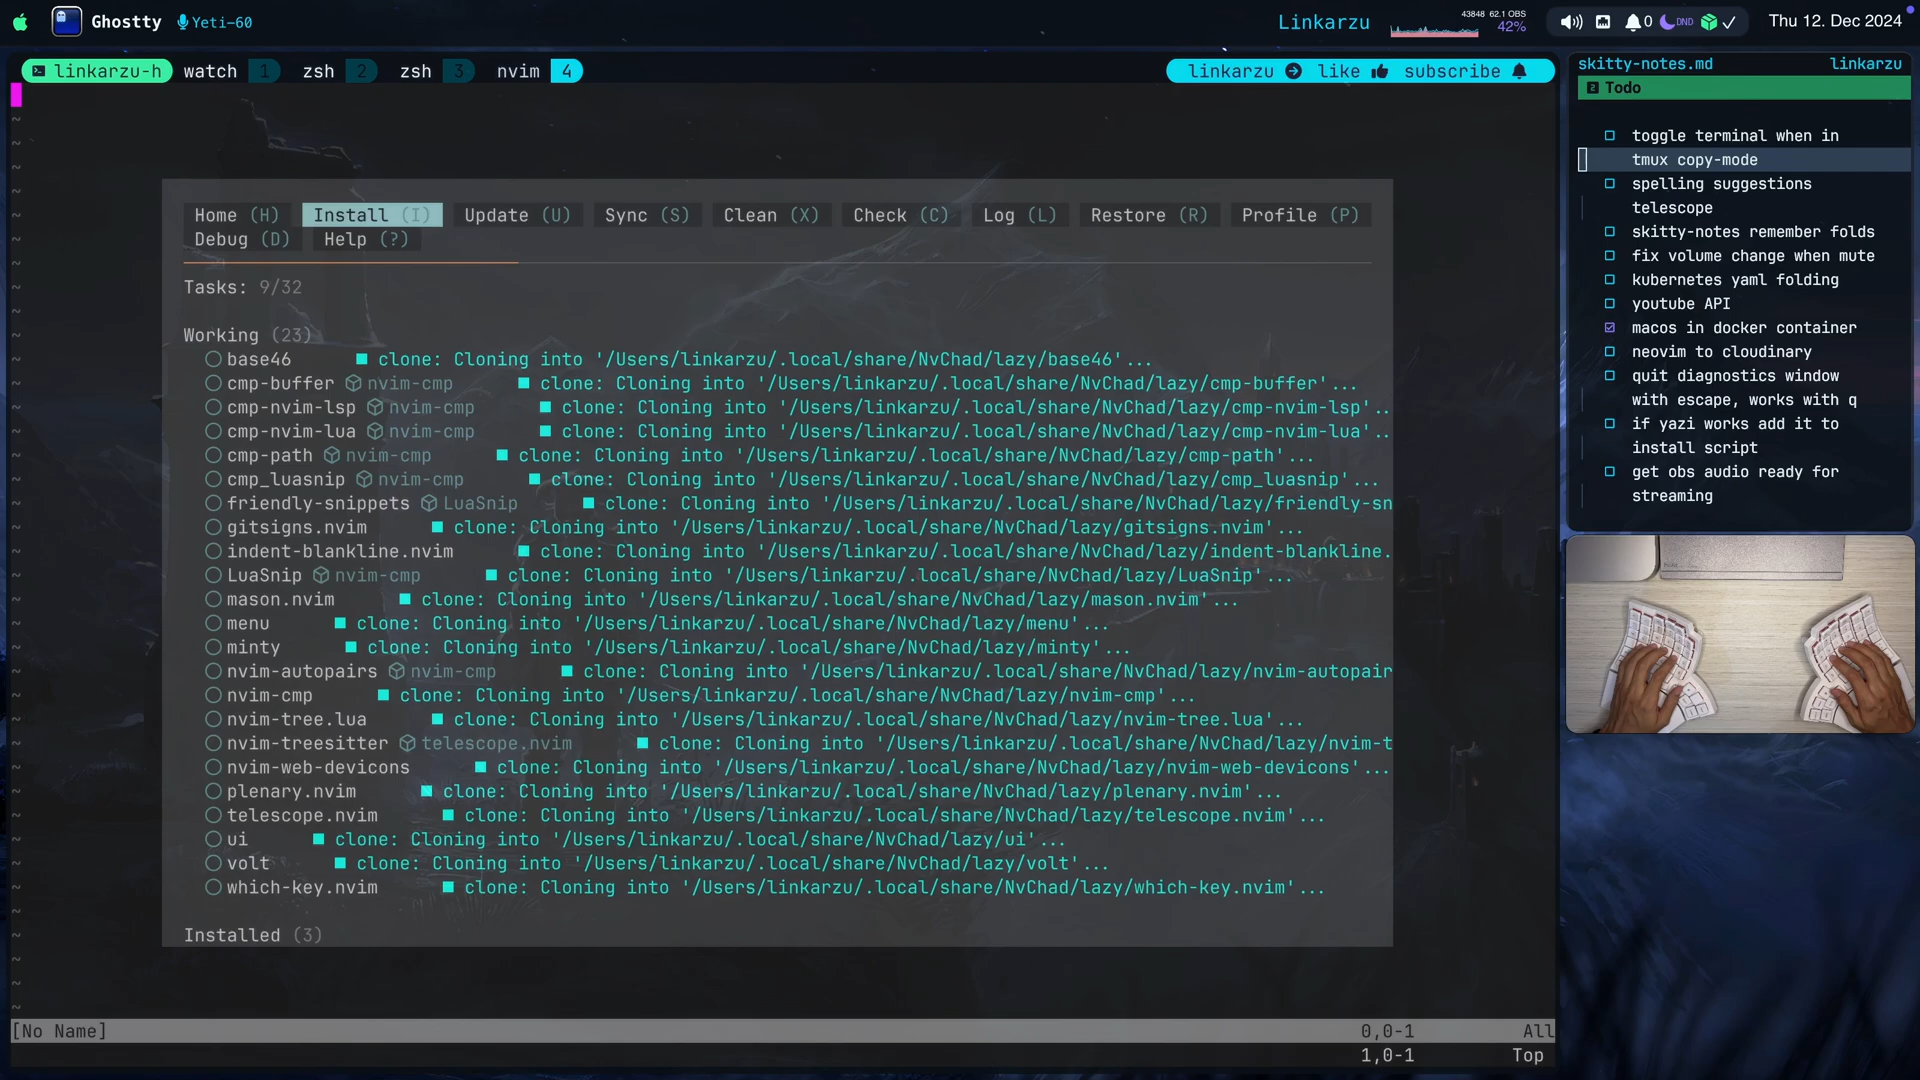 Ghostty Yeti-60
Linkarzu
43848 62.1 OBS
42%
0 DND
Thu 12. Dec 2024
linkarzu-h watch 1 zsh 2 zsh 3 nvim 4
linkarzu like subscribe
Home (H) Install (I) Update (U) Sync (S) Clean (X) Check (C) Log (L) Restore (R) Profile (P)
Debug (D) Help (?)
Tasks: 9/32
Working (23)
base46 clone: Cloning into '/Users/linkarzu/.local/share/NvChad/lazy/base46'...
cmp-buffer nvim-cmp clone: Cloning into '/Users/linkarzu/.local/share/NvChad/lazy/cmp-buffer'...
cmp-nvim-lsp nvim-cmp clone: Cloning into '/Users/linkarzu/.local/share/NvChad/lazy/cmp-nvim-lsp'..
cmp-nvim-lua nvim-cmp clone: Cloning into '/Users/linkarzu/.local/share/NvChad/lazy/cmp-nvim-lua'..
cmp-path nvim-cmp clone: Cloning into '/Users/linkarzu/.local/share/NvChad/lazy/cmp-path'...
cmp_luasnip nvim-cmp clone: Cloning into '/Users/linkarzu/.local/share/NvChad/lazy/cmp_luasnip'...
friendly-snippets LuaSnip clone: Cloning into '/Users/linkarzu/.local/share/NvChad/lazy/friendly-sn
gitsigns.nvim clone: Cloning into '/Users/linkarzu/.local/share/NvChad/lazy/gitsigns.nvim'...
indent-blankline.nvim clone: Cloning into '/Users/linkarzu/.local/share/NvChad/lazy/indent-blankline.
LuaSnip nvim-cmp clone: Cloning into '/Users/linkarzu/.local/share/NvChad/lazy/LuaSnip'...
mason.nvim clone: Cloning into '/Users/linkarzu/.local/share/NvChad/lazy/mason.nvim'...
menu clone: Cloning into '/Users/linkarzu/.local/share/NvChad/lazy/menu'...
minty clone: Cloning into '/Users/linkarzu/.local/share/NvChad/lazy/minty'...
nvim-autopairs nvim-cmp clone: Cloning into '/Users/linkarzu/.local/share/NvChad/lazy/nvim-autopair
nvim-cmp clone: Cloning into '/Users/linkarzu/.local/share/NvChad/lazy/nvim-cmp'...
nvim-tree.lua clone: Cloning into '/Users/linkarzu/.local/share/NvChad/lazy/nvim-tree.lua'...
nvim-treesitter telescope.nvim clone: Cloning into '/Users/linkarzu/.local/share/NvChad/lazy/nvim-t
nvim-web-devicons clone: Cloning into '/Users/linkarzu/.local/share/NvChad/lazy/nvim-web-devicons'...
plenary.nvim clone: Cloning into '/Users/linkarzu/.local/share/NvChad/lazy/plenary.nvim'...
telescope.nvim clone: Cloning into '/Users/linkarzu/.local/share/NvChad/lazy/telescope.nvim'...
ui clone: Cloning into '/Users/linkarzu/.local/share/NvChad/lazy/ui'...
volt clone: Cloning into '/Users/linkarzu/.local/share/NvChad/lazy/volt'...
which-key.nvim clone: Cloning into '/Users/linkarzu/.local/share/NvChad/lazy/which-key.nvim'...
Installed (3)
[No Name] 0,0-1 All
1,0-1 Top
skitty-notes.md linkarzu
Todo
toggle terminal when in
tmux copy-mode
spelling suggestions
telescope
skitty-notes remember folds
fix volume change when mute
kubernetes yaml folding
youtube API
macos in docker container
neovim to cloudinary
quit diagnostics window
with escape, works with q
if yazi works add it to
install script
get obs audio ready for
streaming